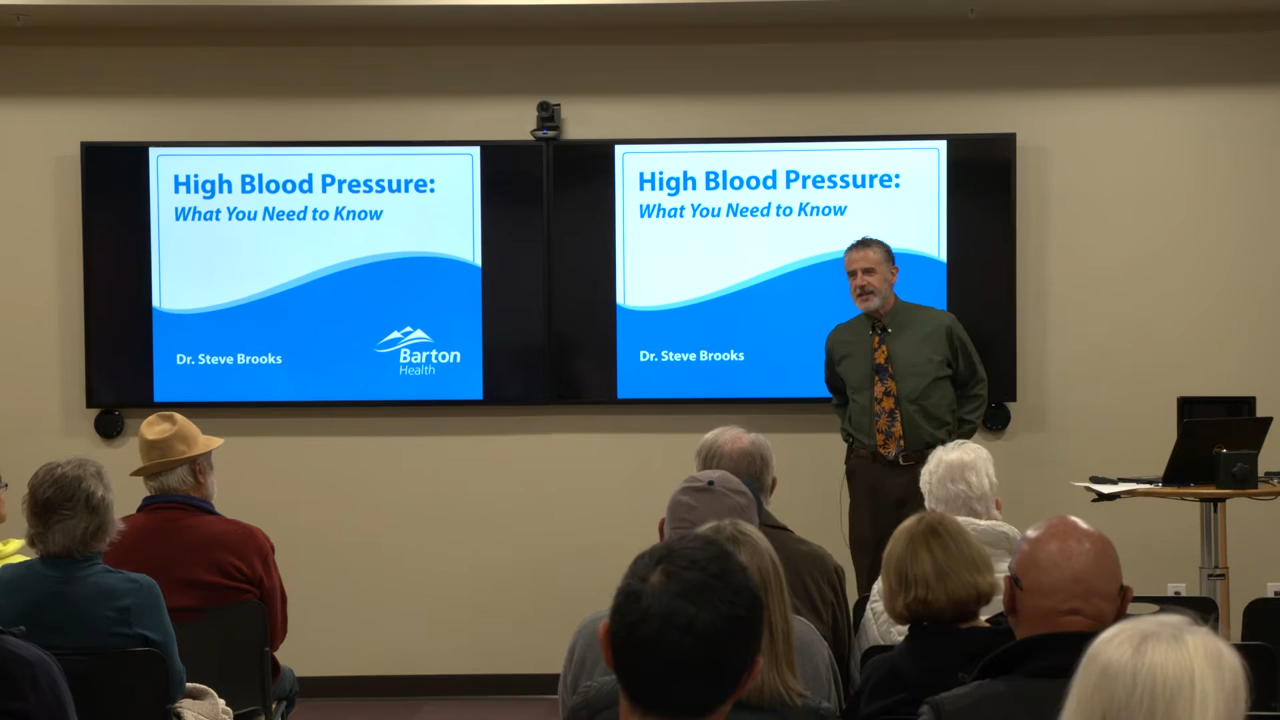 High Blood Pressure:
What You Need to Know
Dr. Steve Brooks
Barton
Health
High Blood Pressure:
What You Need to Know
Dr. Steve Brooks